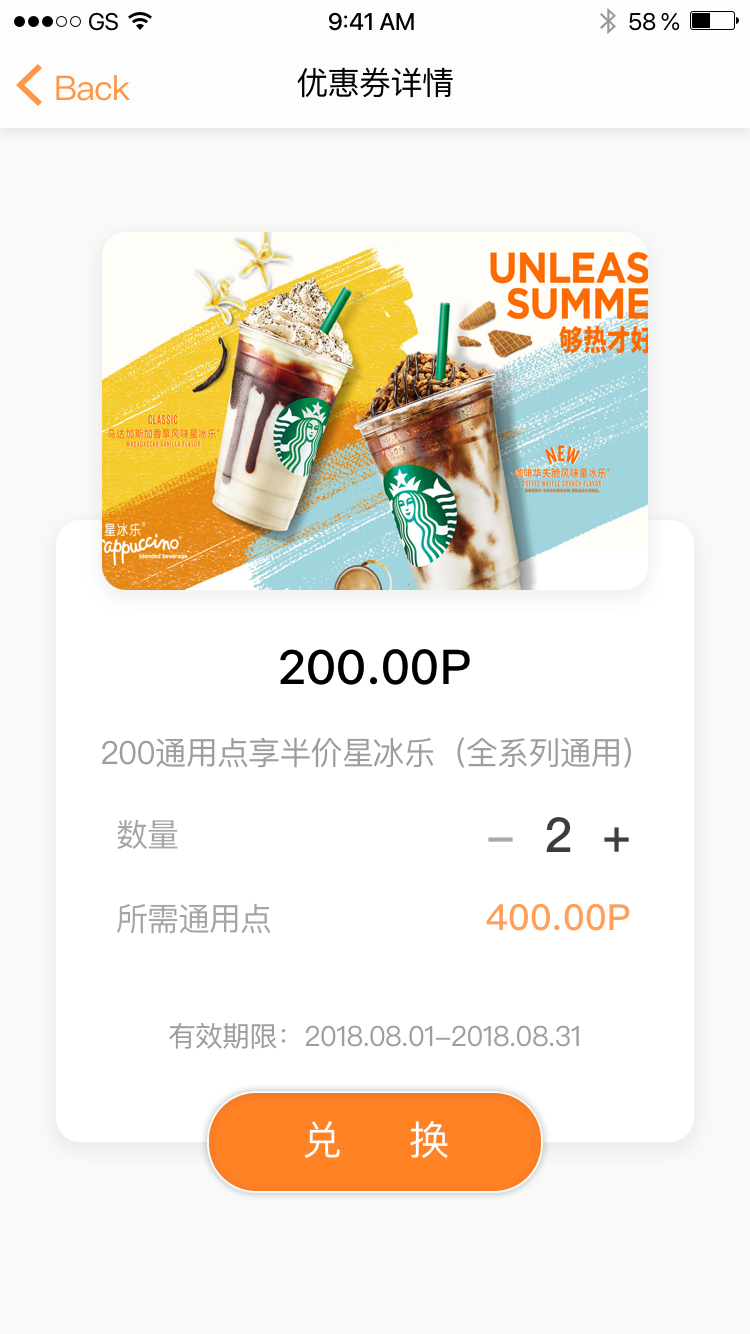 GS 9:41 AM 58 %
Back 优惠券详情
UNLEAS
SUMME
够热才好
CLASSIC
马达加斯加香草风味星冰乐
MADAGASCAR VANILLA FLAVOR
NEW
咖啡华夫脆风味星冰乐
COFFEE WAFFLE CRUNCH FLAVOR
星冰乐®
rappuccino
blended beverage
200.00P
200通用点享半价星冰乐（全系列通用）
数量 − 2 +
所需通用点 400.00P
有效期限：2018.08.01-2018.08.31
兑 换